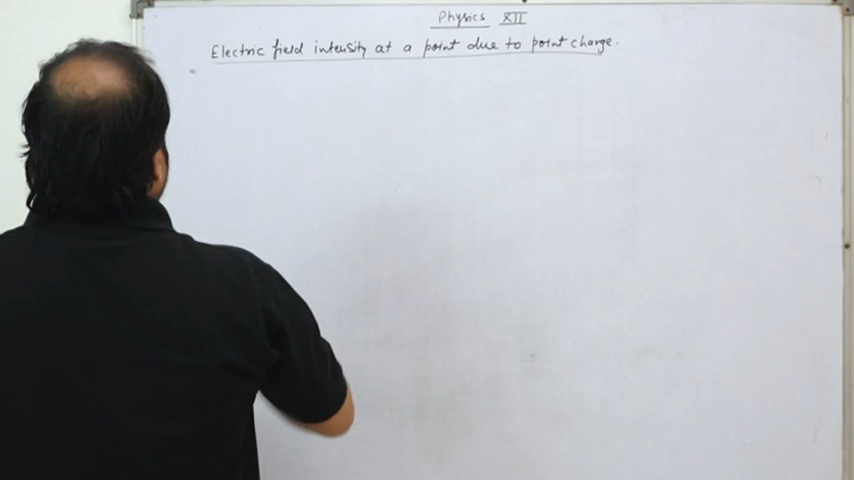 Physics XII
Electric field intensity at a point due to point charge.